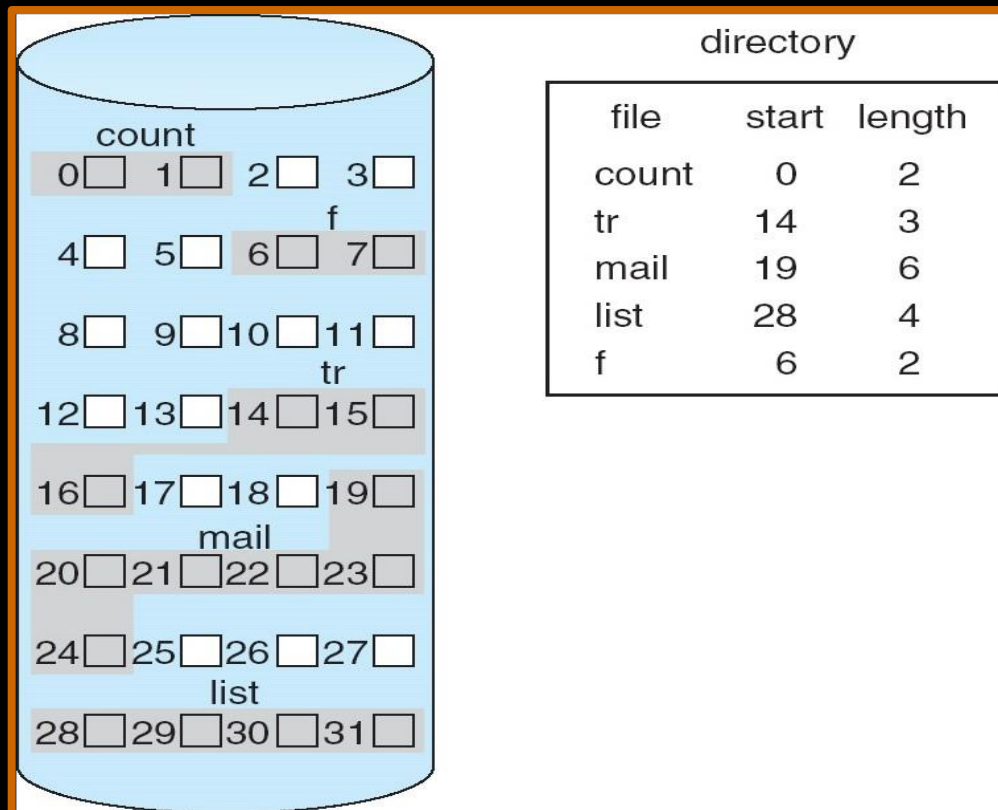 count
0 1 2 3
f
4 5 6 7
8 9 10 11
tr
12 13 14 15
16 17 18 19
mail
20 21 22 23
24 25 26 27
list
28 29 30 31
directory
file start length
count 0 2
tr 14 3
mail 19 6
list 28 4
f 6 2